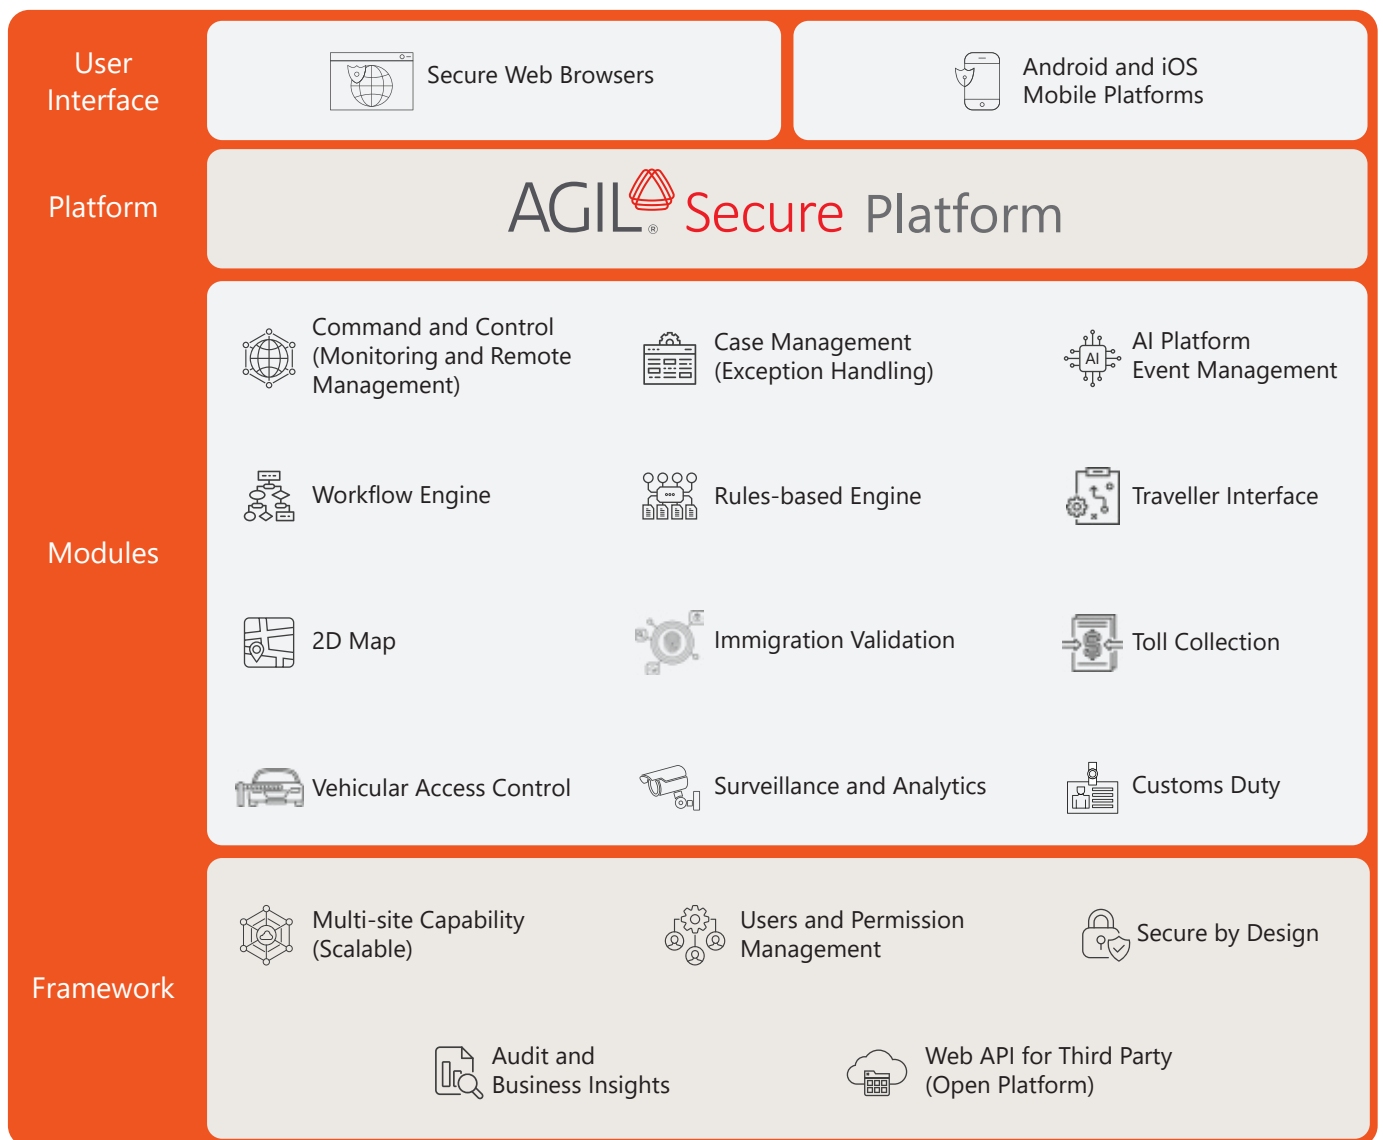 User
Interface
Secure Web Browsers
Android and iOS
Mobile Platforms
Platform
AGIL® Secure Platform
Modules
Command and Control
(Monitoring and Remote
Management)
Case Management
(Exception Handling)
AI
AI Platform
Event Management
Workflow Engine
Rules-based Engine
Traveller Interface
2D Map
Immigration Validation
$
Toll Collection
Vehicular Access Control
Surveillance and Analytics
Customs Duty
Framework
Multi-site Capability
(Scalable)
Users and Permission
Management
Secure by Design
Audit and
Business Insights
Web API for Third Party
(Open Platform)